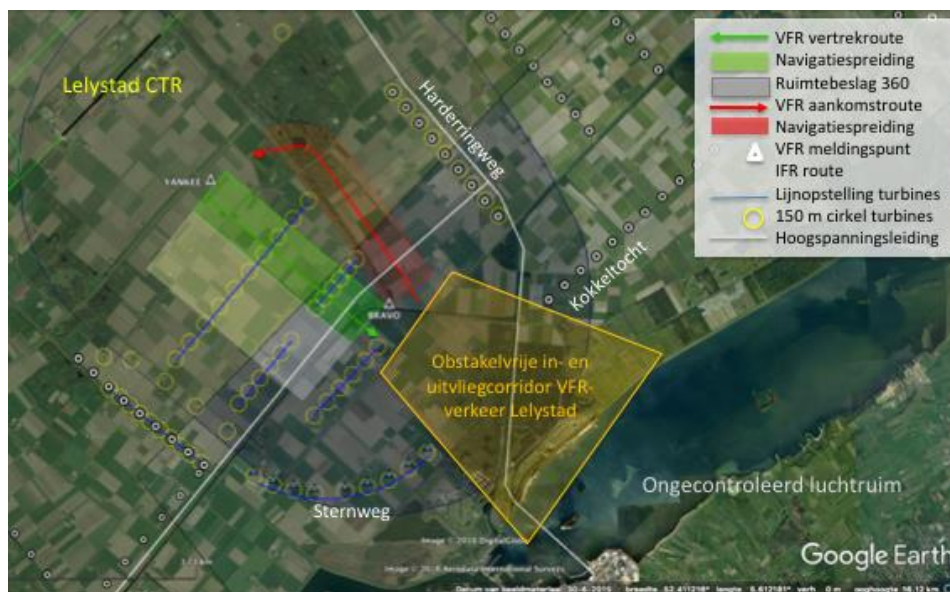 Lelystad CTR
YANKEE
BRAVO
Harderringweg
Kokkeltocht
VFR vertrekroute
Navigatiespreiding
Ruimtebeslag 360
VFR aankomstroute
Navigatiespreiding
VFR meldingspunt
IFR route
Lijnopstelling turbines
150 m cirkel turbines
Hoogspanningsleiding
Obstakelvrije in- en
uitvliegcorridor VFR-
verkeer Lelystad
Ongecontroleerd luchtruim
Sternweg
Google Earth